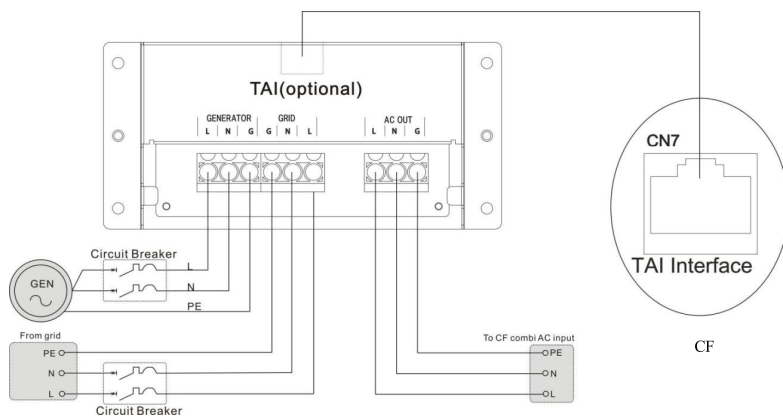 TAI(optional)
GENERATOR GRID AC OUT
L N G G N L L N G
CN7
TAI Interface
CF
Circuit Breaker
GEN
L
N
PE
From grid
PE
N
L
Circuit Breaker
To CF combi AC input
PE
N
L